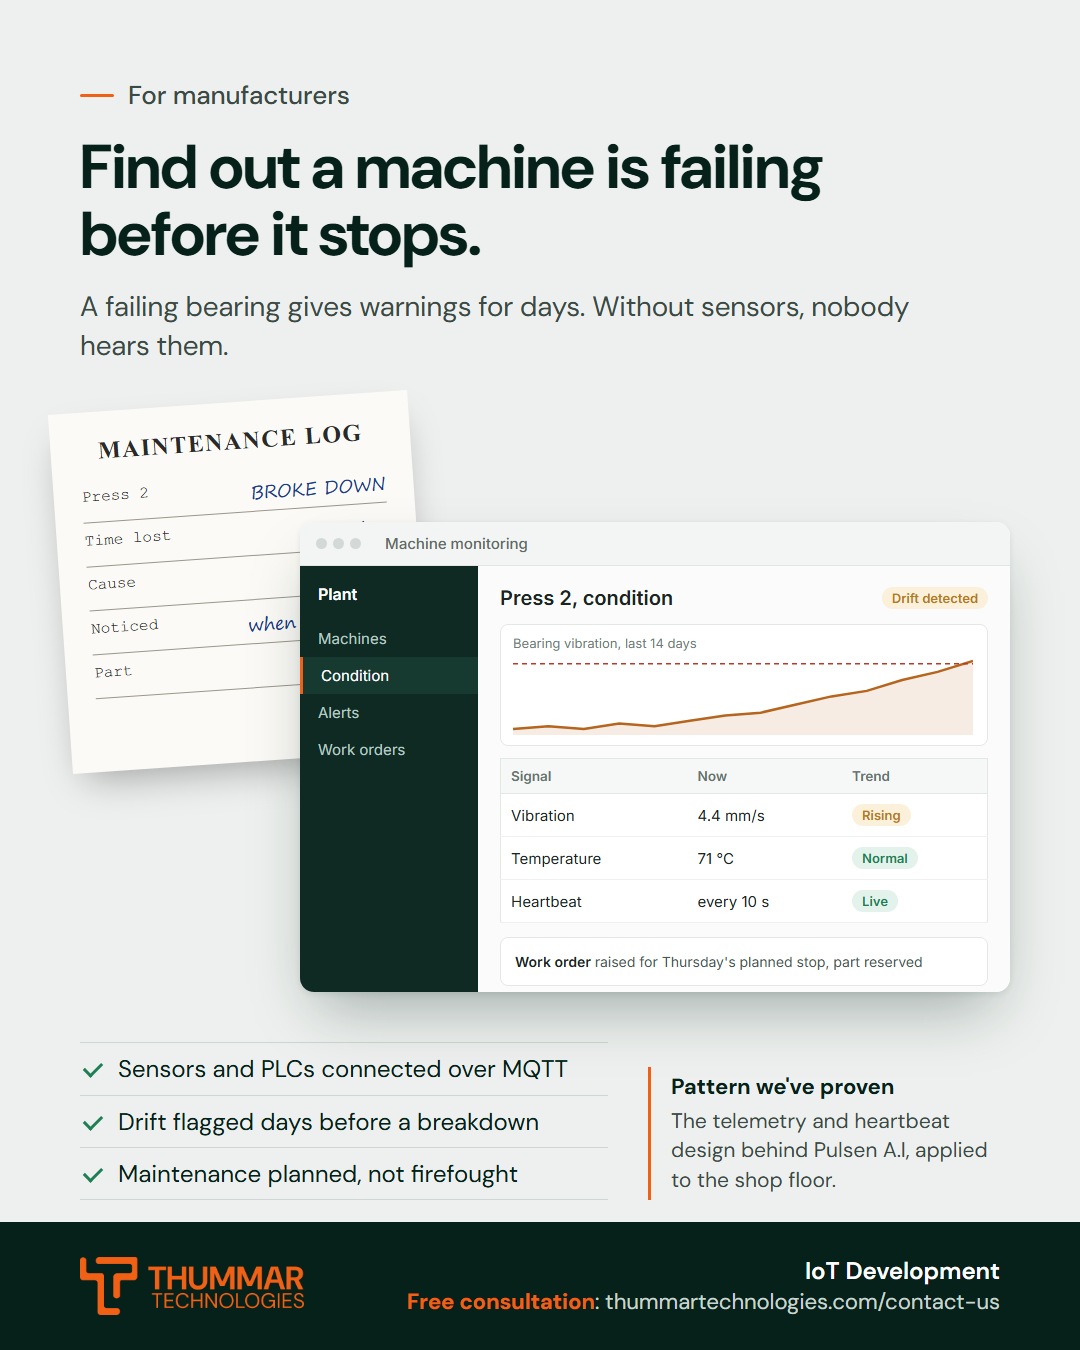 For manufacturers
Find out a machine is failing
before it stops.
A failing bearing gives warnings for days. Without sensors, nobody
hears them.
MAINTENANCE LOG
Press 2 BROKE DOWN
Time lost
Cause
Noticed when
Part
Machine monitoring
Plant
Machines
Condition
Alerts
Work orders
Press 2, condition Drift detected
Bearing vibration, last 14 days
Signal Now Trend
Vibration 4.4 mm/s Rising
Temperature 71 °C Normal
Heartbeat every 10 s Live
Work order raised for Thursday's planned stop, part reserved
Sensors and PLCs connected over MQTT
Drift flagged days before a breakdown
Maintenance planned, not firefought
Pattern we've proven
The telemetry and heartbeat
design behind Pulsen A.I, applied
to the shop floor.
THUMMAR
TECHNOLOGIES
IoT Development
Free consultation: thummartechnologies.com/contact-us